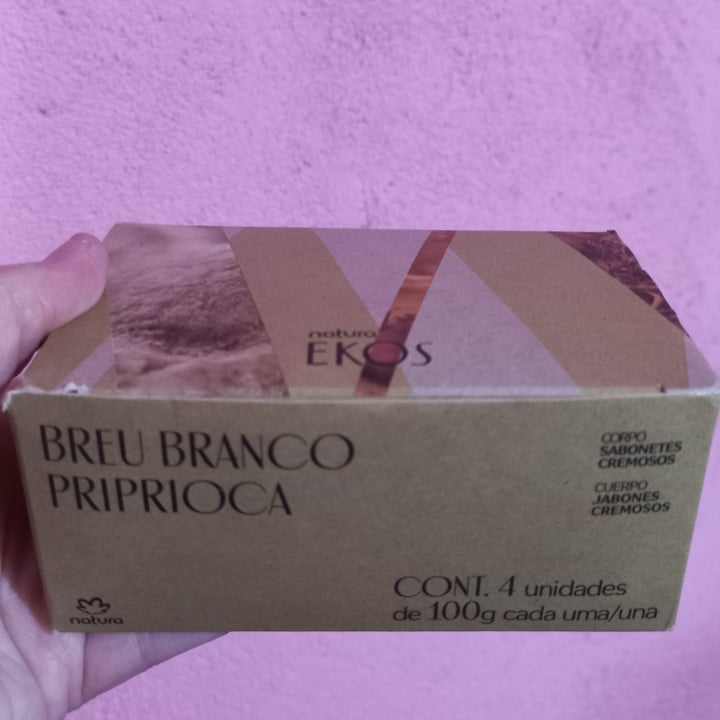 natura
EKOS
BREU BRANCO
PRIPRIOCA
CORPO
SABONETES
CREMOSOS
CUERPO
JABONES
CREMOSOS
CONT. 4 unidades
de 100g cada uma/una
natura